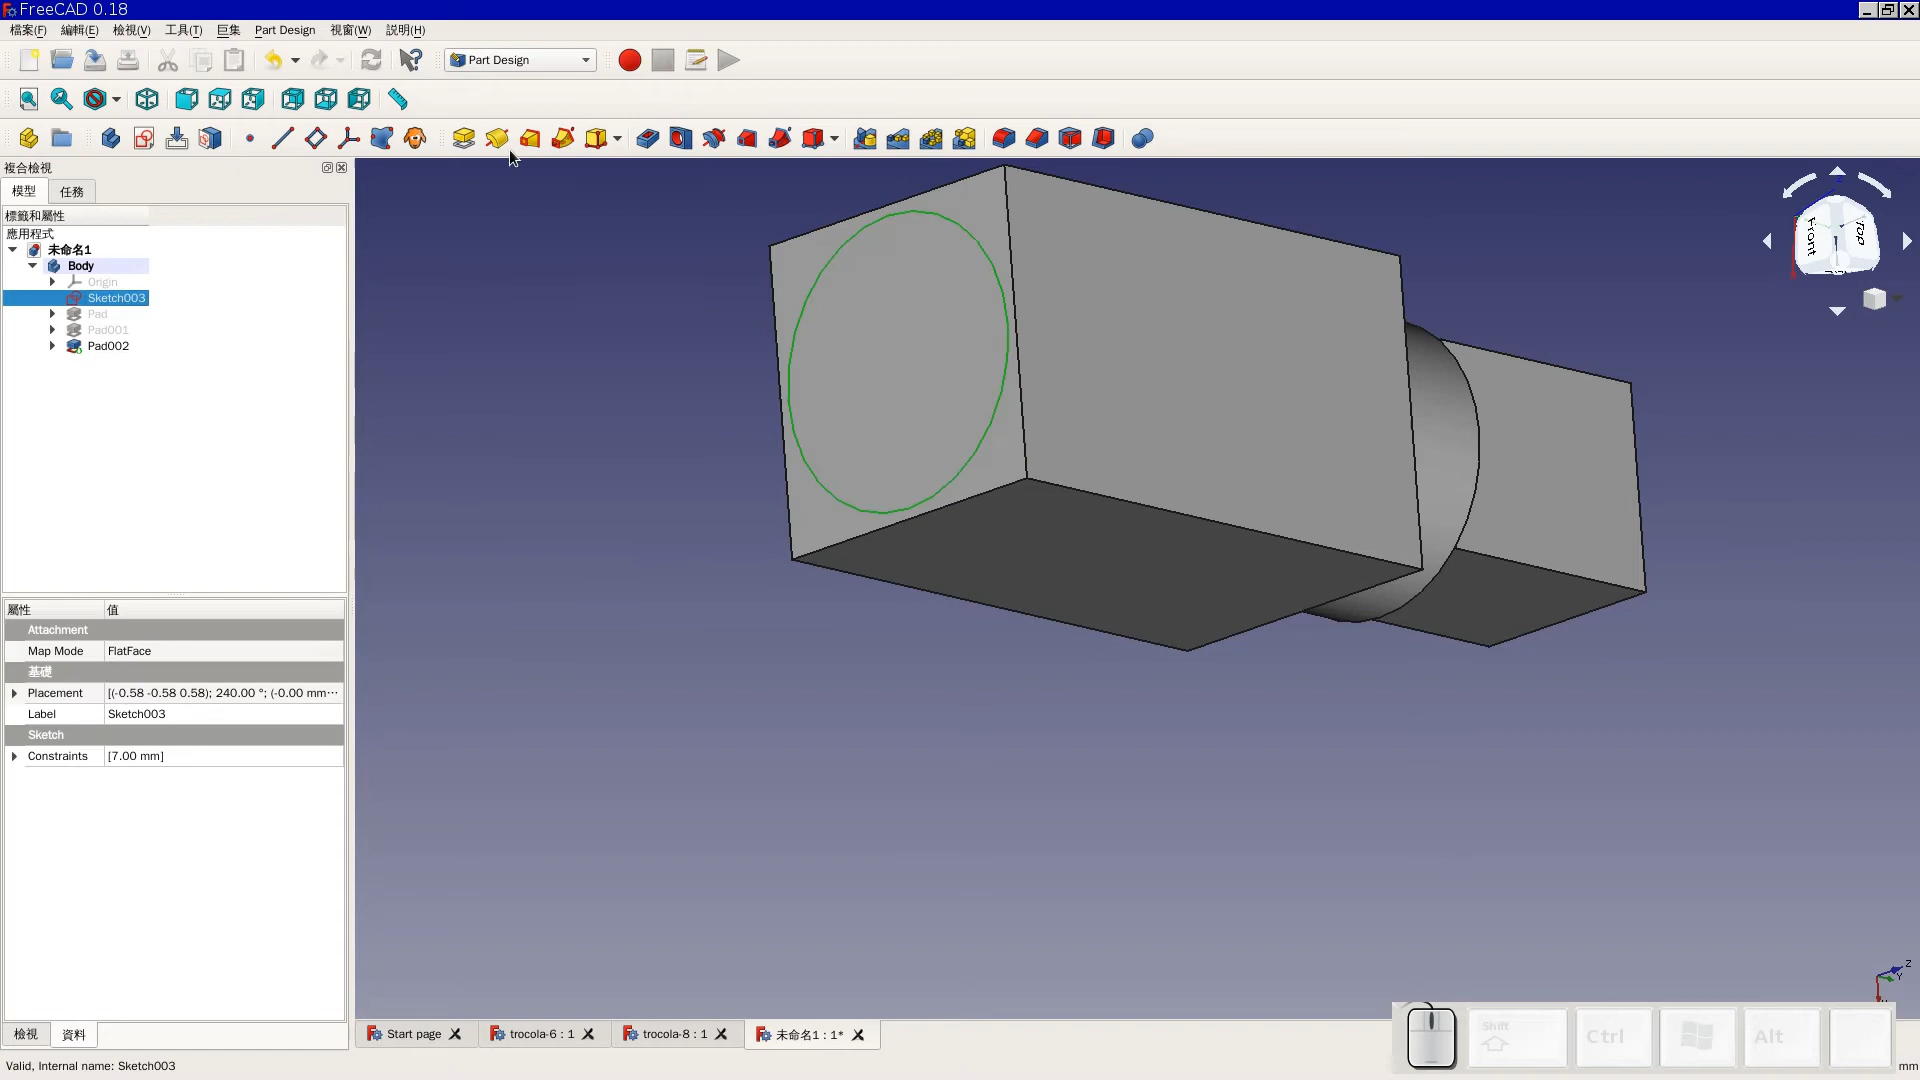 FreeCAD 0.18
檔案(F) 編輯(E) 檢視(V) 工具(T) 巨集 Part Design 視窗(W) 說明(H)
Part Design
複合檢視
模型 任務
標籤和屬性
應用程式
未命名1
Body
Origin
Sketch003
Pad
Pad001
Pad002
屬性 值
Attachment
Map Mode FlatFace
基礎
Placement [(-0.58 -0.58 0.58); 240.00 °; (-0.00 mm⋯
Label Sketch003
Sketch
Constraints [7.00 mm]
檢視 資料
Front
Top
Z
Y
Start page trocola-6 : 1 trocola-8 : 1 未命名1 : 1*
Shift Ctrl Alt
Valid, Internal name: Sketch003
mm